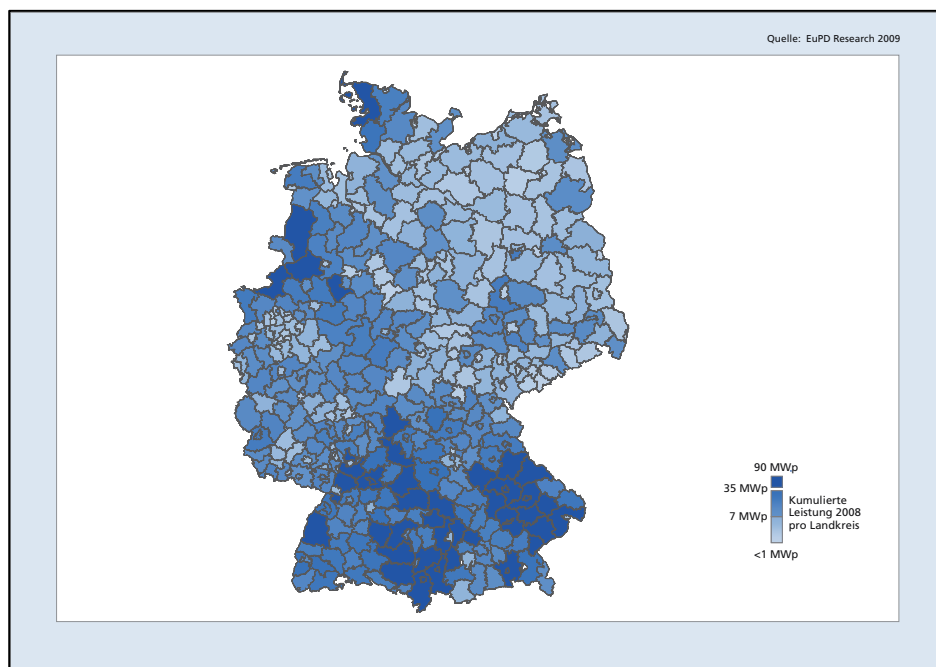 Quelle: EuPD Research 2009
90 MWp
35 MWp
7 MWp
<1 MWp
Kumulierte
Leistung 2008
pro Landkreis